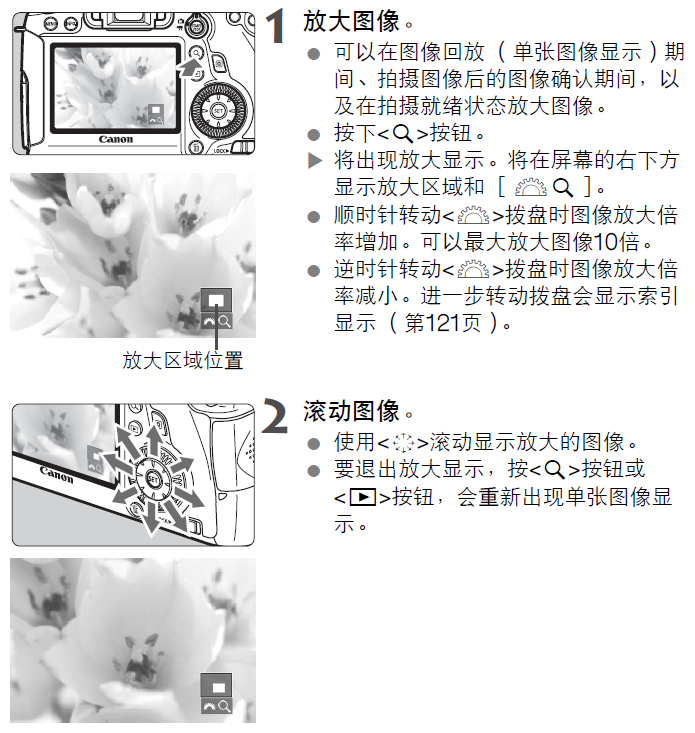 1 放大图像。
● 可以在图像回放（单张图像显示）期
间、拍摄图像后的图像确认期间，以
及在拍摄就绪状态放大图像。
● 按下<🔍>按钮。
▶ 将出现放大显示。将在屏幕的右下方
显示放大区域和［ 🔍 ］。
● 顺时针转动< >拨盘时图像放大倍
率增加。可以最大放大图像10倍。
● 逆时针转动< >拨盘时图像放大倍
率减小。进一步转动拨盘会显示索引
显示（第121页）。
MENU INFO.
SET
Canon
LOCK▶
放大区域位置
2 滚动图像。
● 使用< >滚动显示放大的图像。
● 要退出放大显示，按<🔍>按钮或
<▶>按钮，会重新出现单张图像显
示。
SET
Canon